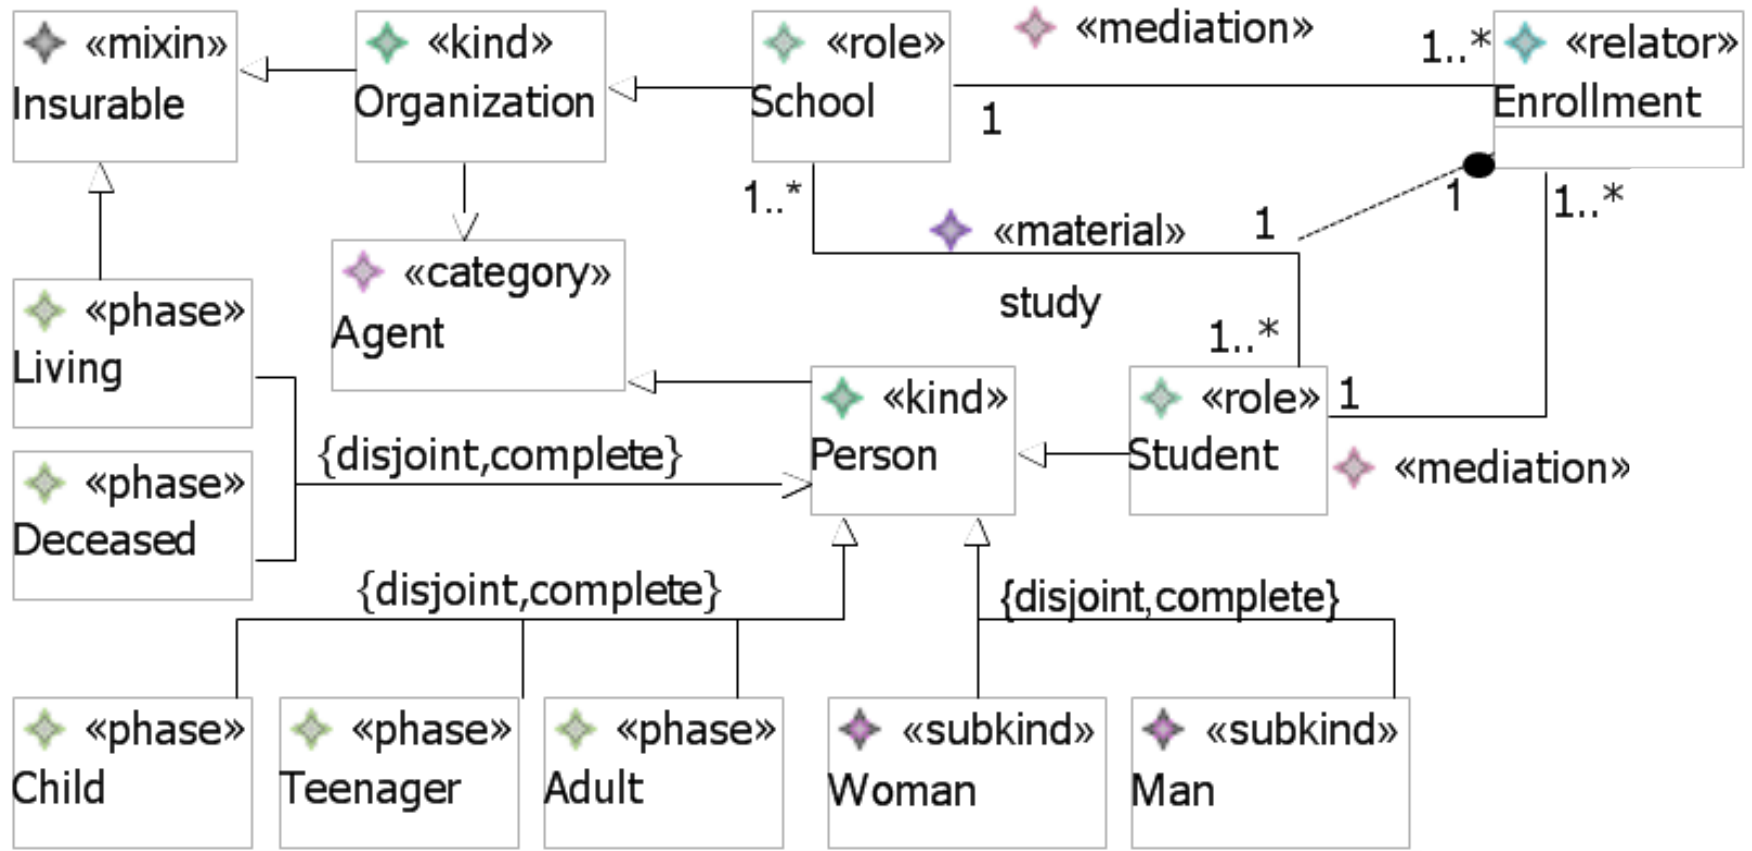 «mixin»
Insurable
«kind»
Organization
«role»
School
«mediation»
1..*
1
«relator»
Enrollment
1..*
«material»
study
1..*
1
1
1..*
«category»
Agent
«phase»
Living
«phase»
Deceased
{disjoint,complete}
«kind»
Person
«role»
Student
1
«mediation»
{disjoint,complete}
{disjoint,complete}
«phase»
Child
«phase»
Teenager
«phase»
Adult
«subkind»
Woman
«subkind»
Man